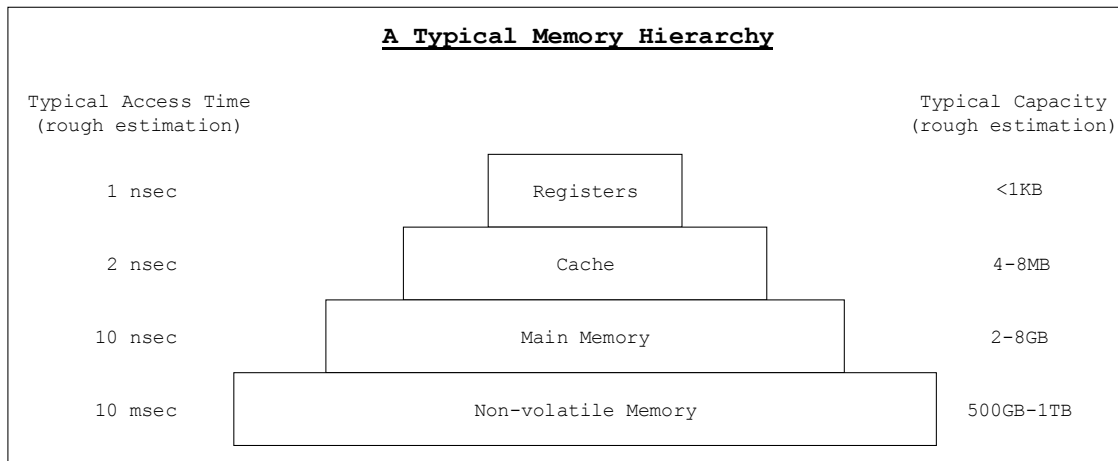 A Typical Memory Hierarchy
Typical Access Time
(rough estimation)
Typical Capacity
(rough estimation)
1 nsec
Registers
<1KB
2 nsec
Cache
4-8MB
10 nsec
Main Memory
2-8GB
10 msec
Non-volatile Memory
500GB-1TB